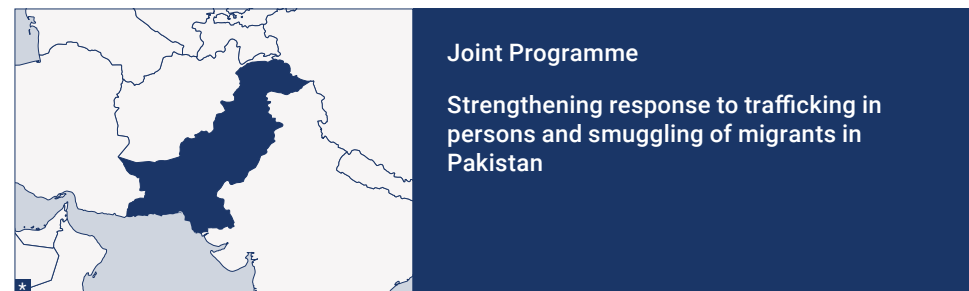 Joint Programme
Strengthening response to trafficking in
persons and smuggling of migrants in
Pakistan
*